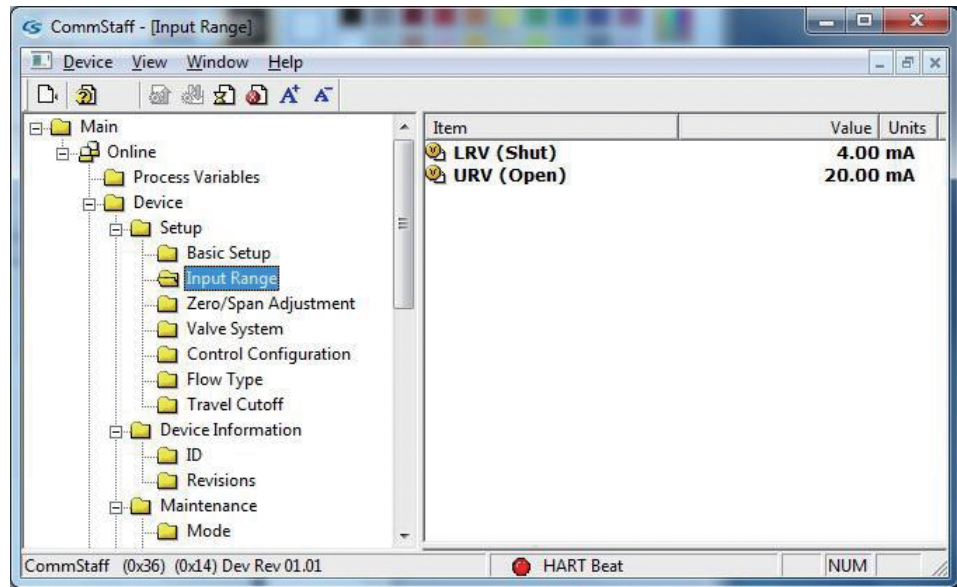 CommStaff - [Input Range]
Device View Window Help
A+ A-
Main
Online
Process Variables
Device
Setup
Basic Setup
Input Range
Zero/Span Adjustment
Valve System
Control Configuration
Flow Type
Travel Cutoff
Device Information
ID
Revisions
Maintenance
Mode
Item Value Units
LRV (Shut) 4.00 mA
URV (Open) 20.00 mA
CommStaff (0x36) (0x14) Dev Rev 01.01 HART Beat NUM